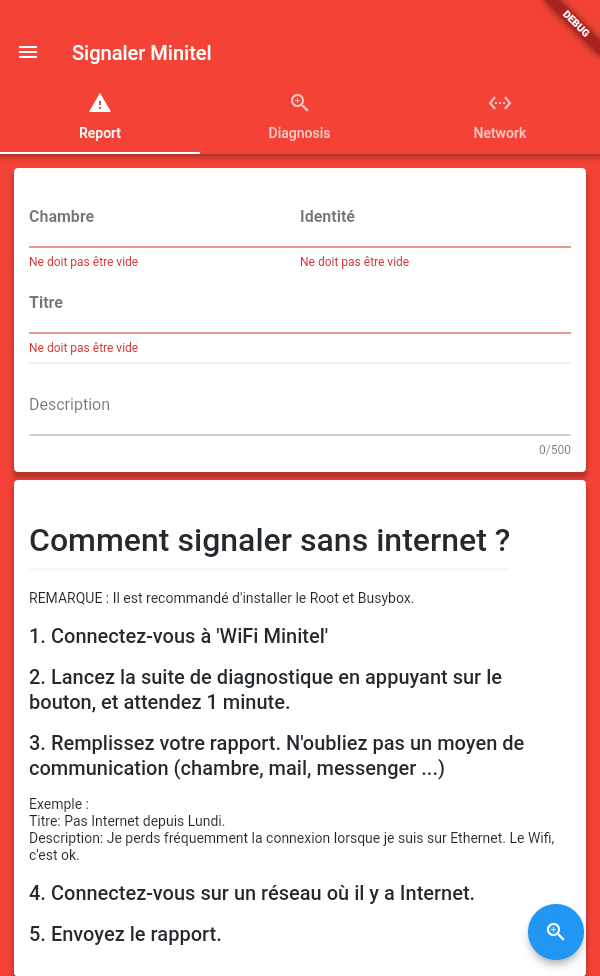 DEBUG
Signaler Minitel
Report
Diagnosis
Network
Chambre
Identité
Ne doit pas être vide
Ne doit pas être vide
Titre
Ne doit pas être vide
Description
0/500
Comment signaler sans internet ?
REMARQUE : Il est recommandé d'installer le Root et Busybox.
1. Connectez-vous à 'WiFi Minitel'
2. Lancez la suite de diagnostique en appuyant sur le
bouton, et attendez 1 minute.
3. Remplissez votre rapport. N'oubliez pas un moyen de
communication (chambre, mail, messenger ...)
Exemple :
Titre: Pas Internet depuis Lundi.
Description: Je perds fréquemment la connexion lorsque je suis sur Ethernet. Le Wifi,
c'est ok.
4. Connectez-vous sur un réseau où il y a Internet.
5. Envoyez le rapport.